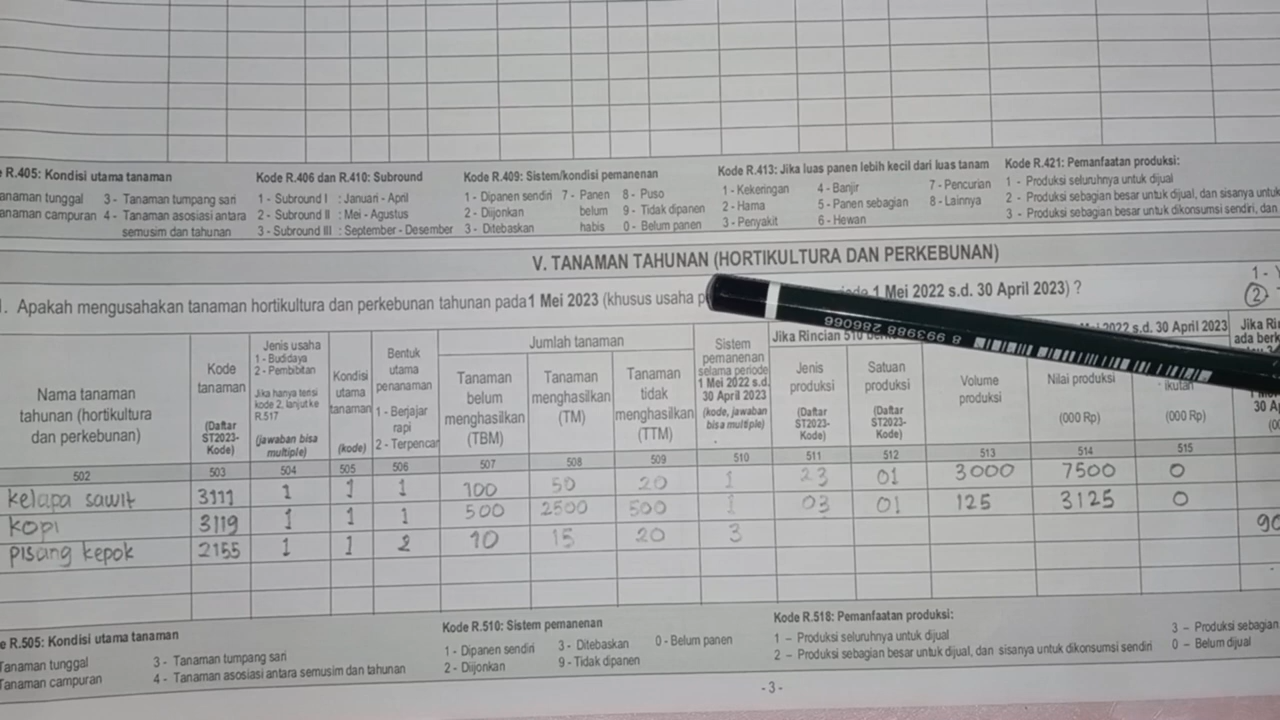 R.405: Kondisi utama tanaman
anaman tunggal 3 - Tanaman tumpang sari
anaman campuran 4 - Tanaman asosiasi antara
semusim dan tahunan
Kode R.406 dan R.410: Subround
1 - Subround I : Januari - April
2 - Subround II : Mei - Agustus
3 - Subround III : September - Desember
Kode R.409: Sistem/kondisi pemanenan
1 - Dipanen sendiri 7 - Panen 8 - Puso
2 - Diijonkan belum 9 - Tidak dipanen
3 - Ditebaskan habis 0 - Belum panen
Kode R.413: Jika luas panen lebih kecil dari luas tanam
1 - Kekeringan 4 - Banjir 7 - Pencurian
2 - Hama 5 - Panen sebagian 8 - Lainnya
3 - Penyakit 6 - Hewan
Kode R.421: Pemanfaatan produksi:
1 - Produksi seluruhnya untuk dijual
2 - Produksi sebagian besar untuk dijual, dan sisanya untuk
3 - Produksi sebagian besar untuk dikonsumsi sendiri, dan
V. TANAMAN TAHUNAN (HORTIKULTURA DAN PERKEBUNAN)
1 -
2
. Apakah mengusahakan tanaman hortikultura dan perkebunan tahunan pada 1 Mei 2023 (khusus usaha 1 Mei 2022 s.d. 30 April 2023) ?
8 993988 286066
Nama tanaman
tahunan (hortikultura
dan perkebunan)
Kode
tanaman
(Daftar
ST2023-
Kode)
Jenis usaha
1 - Budidaya
2 - Pembibitan
Jika hanya terisi
kode 2, lanjut ke
R.517
(jawaban bisa
multiple)
Kondisi
utama
tanaman
(kode)
Bentuk
utama
penanaman
1 - Berjajar
rapi
2 - Terpencar
Jumlah tanaman
Tanaman
belum
menghasilkan
(TBM)
Tanaman
menghasilkan
(TM)
Tanaman
tidak
menghasilkan
(TTM)
Sistem
pemanenan
selama periode
1 Mei 2022 s.d.
30 April 2023
(kode, jawaban
bisa multiple)
Jika Rincian 510
2022 s.d. 30 April 2023
Jenis
produksi
(Daftar
ST2023-
Kode)
Satuan
produksi
(Daftar
ST2023-
Kode)
Volume
produksi
Nilai produksi
(000 Rp)
ikutan
(000 Rp)
Jika
ada
30
502 503 504 505 506 507 508 509 510 511 512 513 514 515
kelapa sawit 3111 1 1 1 100 50 20 1 23 01 3000 7500 0
kopi 3119 1 1 1 500 2500 500 1 03 01 125 3125 0
pisang kepok 2155 1 1 2 10 15 20 3
R.505: Kondisi utama tanaman
Tanaman tunggal 3 - Tanaman tumpang sari
Tanaman campuran 4 - Tanaman asosiasi antara semusim dan tahunan
Kode R.510: Sistem pemanenan
1 - Dipanen sendiri 3 - Ditebaskan 0 - Belum panen
2 - Diijonkan 9 - Tidak dipanen
Kode R.518: Pemanfaatan produksi:
1 – Produksi seluruhnya untuk dijual
2 – Produksi sebagian besar untuk dijual, dan sisanya untuk dikonsumsi sendiri
3 – Produksi sebagian
0 – Belum dijual
- 3 -